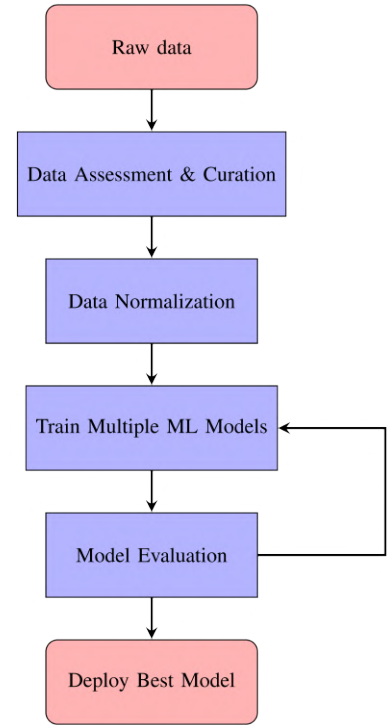 Raw data
Data Assessment & Curation
Data Normalization
Train Multiple ML Models
Model Evaluation
Deploy Best Model